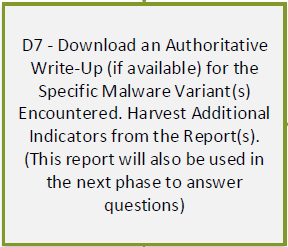 D7 - Download an Authoritative
Write-Up (if available) for the
Specific Malware Variant(s)
Encountered. Harvest Additional
Indicators from the Report(s).
(This report will also be used in
the next phase to answer
questions)